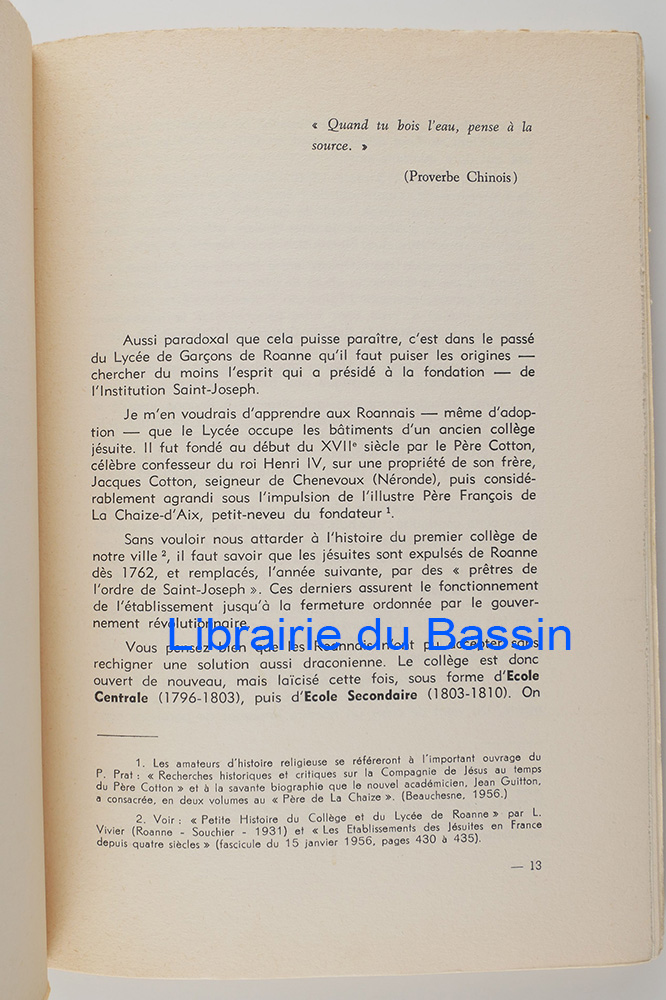 « Quand tu bois l'eau, pense à la
source. »
(Proverbe Chinois)
Aussi paradoxal que cela puisse paraître, c'est dans le passé
du Lycée de Garçons de Roanne qu'il faut puiser les origines —
chercher du moins l'esprit qui a présidé à la fondation — de
l'Institution Saint-Joseph.
Je m'en voudrais d'apprendre aux Roannais — même d'adop-
tion — que le Lycée occupe les bâtiments d'un ancien collège
jésuite. Il fut fondé au début du XVIIe siècle par le Père Cotton,
célèbre confesseur du roi Henri IV, sur une propriété de son frère,
Jacques Cotton, seigneur de Chenevoux (Néronde), puis considé-
rablement agrandi sous l'impulsion de l'illustre Père François de
La Chaize-d'Aix, petit-neveu du fondateur 1.
Sans vouloir nous attarder à l'histoire du premier collège de
notre ville 2, il faut savoir que les jésuites sont expulsés de Roanne
dès 1762, et remplacés, l'année suivante, par des « prêtres de
l'ordre de Saint-Joseph ». Ces derniers assurent le fonctionnement
de l'établissement jusqu'à la fermeture ordonnée par le gouver-
nement révolutionnaire.
Librairie du Bassin
Vous pensez bien que les Roannais n'ont pu accepter sans
rechigner une solution aussi draconienne. Le collège est donc
ouvert de nouveau, mais laïcisé cette fois, sous forme d'Ecole
Centrale (1796-1803), puis d'Ecole Secondaire (1803-1810). On
1. Les amateurs d'histoire religieuse se référeront à l'important ouvrage du
P. Prat : « Recherches historiques et critiques sur la Compagnie de Jésus au temps
du Père Cotton » et à la savante biographie que le nouvel académicien, Jean Guitton,
a consacrée, en deux volumes au « Père de La Chaize ». (Beauchesne, 1956.)
2. Voir : « Petite Histoire du Collège et du Lycée de Roanne » par L.
Vivier (Roanne - Souchier - 1931) et « Les Etablissements des Jésuites en France
depuis quatre siècles » (fascicule du 15 janvier 1956, pages 430 à 435).
— 13